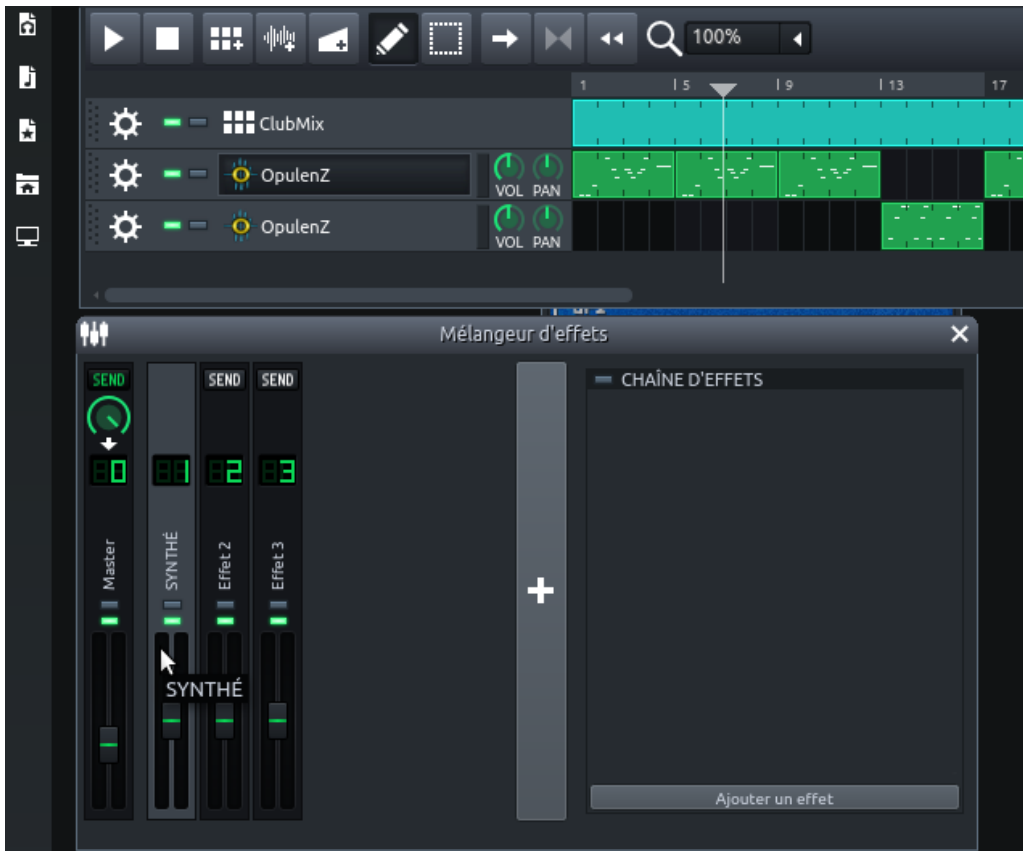 100%
1 5 9 13 17
ClubMix
OpulenZ
VOL PAN
OpulenZ
VOL PAN
Mélangeur d'effets
SEND SEND SEND
CHAÎNE D'EFFETS
0 1 2 3
Master
SYNTHÉ
Effet 2
Effet 3
SYNTHÉ
Ajouter un effet